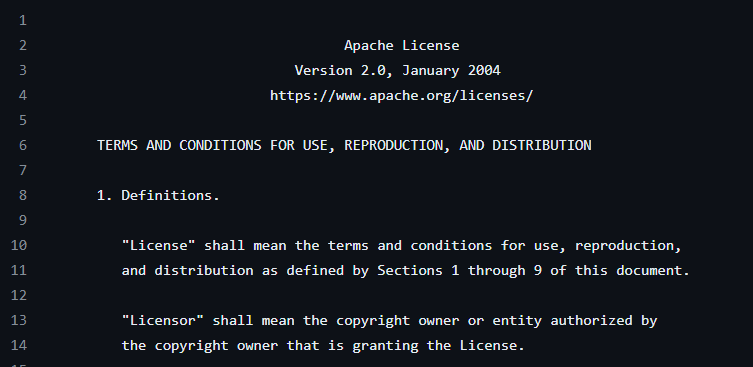 1
2 Apache License
3 Version 2.0, January 2004
4 https://www.apache.org/licenses/
5
6 TERMS AND CONDITIONS FOR USE, REPRODUCTION, AND DISTRIBUTION
7
8 1. Definitions.
9
10 "License" shall mean the terms and conditions for use, reproduction,
11 and distribution as defined by Sections 1 through 9 of this document.
12
13 "Licensor" shall mean the copyright owner or entity authorized by
14 the copyright owner that is granting the License.